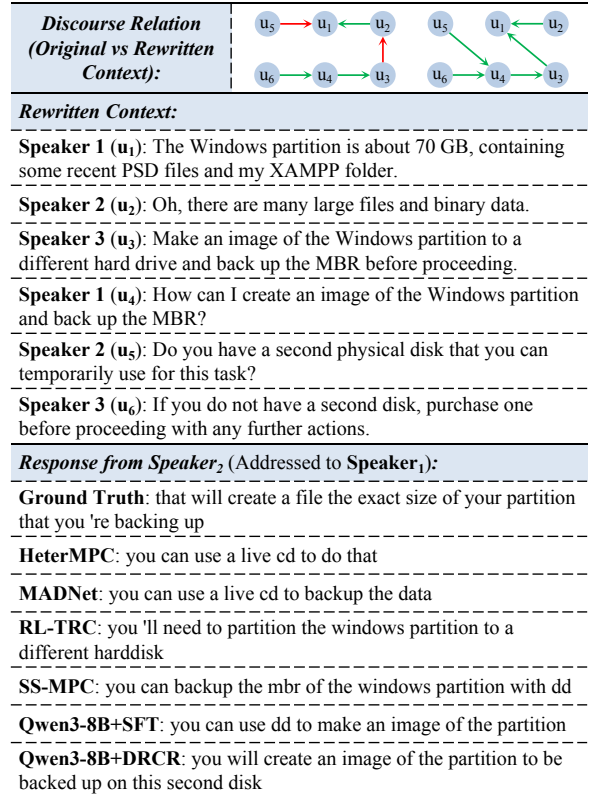 Discourse Relation
(Original vs Rewritten
Context):
u5 u1 u2
u6 u4 u3
u5 u1 u2
u6 u4 u3
Rewritten Context:
Speaker 1 (u1): The Windows partition is about 70 GB, containing
some recent PSD files and my XAMPP folder.
Speaker 2 (u2): Oh, there are many large files and binary data.
Speaker 3 (u3): Make an image of the Windows partition to a
different hard drive and back up the MBR before proceeding.
Speaker 1 (u4): How can I create an image of the Windows partition
and back up the MBR?
Speaker 2 (u5): Do you have a second physical disk that you can
temporarily use for this task?
Speaker 3 (u6): If you do not have a second disk, purchase one
before proceeding with any further actions.
Response from Speaker2 (Addressed to Speaker1):
Ground Truth: that will create a file the exact size of your partition
that you 're backing up
HeterMPC: you can use a live cd to do that
MADNet: you can use a live cd to backup the data
RL-TRC: you 'll need to partition the windows partition to a
different harddisk
SS-MPC: you can backup the mbr of the windows partition with dd
Qwen3-8B+SFT: you can use dd to make an image of the partition
Qwen3-8B+DRCR: you will create an image of the partition to be
backed up on this second disk